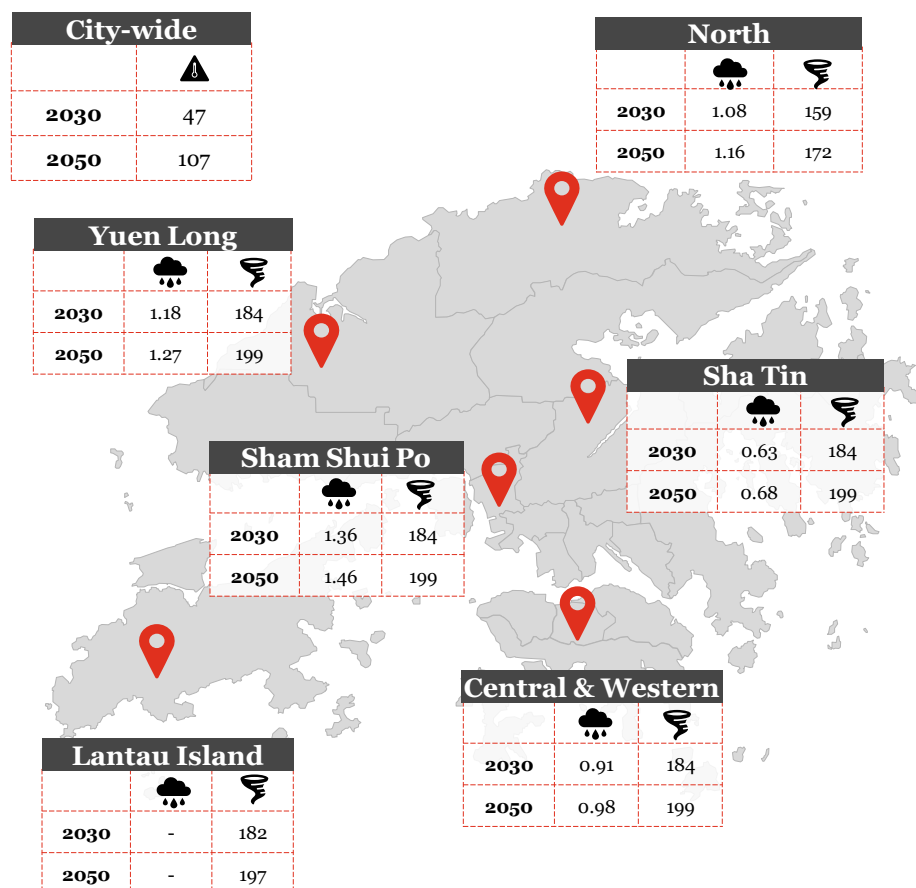 City-wide
2030 47
2050 107
North
2030 1.08 159
2050 1.16 172
Yuen Long
2030 1.18 184
2050 1.27 199
Sha Tin
2030 0.63 184
2050 0.68 199
Sham Shui Po
2030 1.36 184
2050 1.46 199
Central & Western
2030 0.91 184
2050 0.98 199
Lantau Island
2030 - 182
2050 - 197